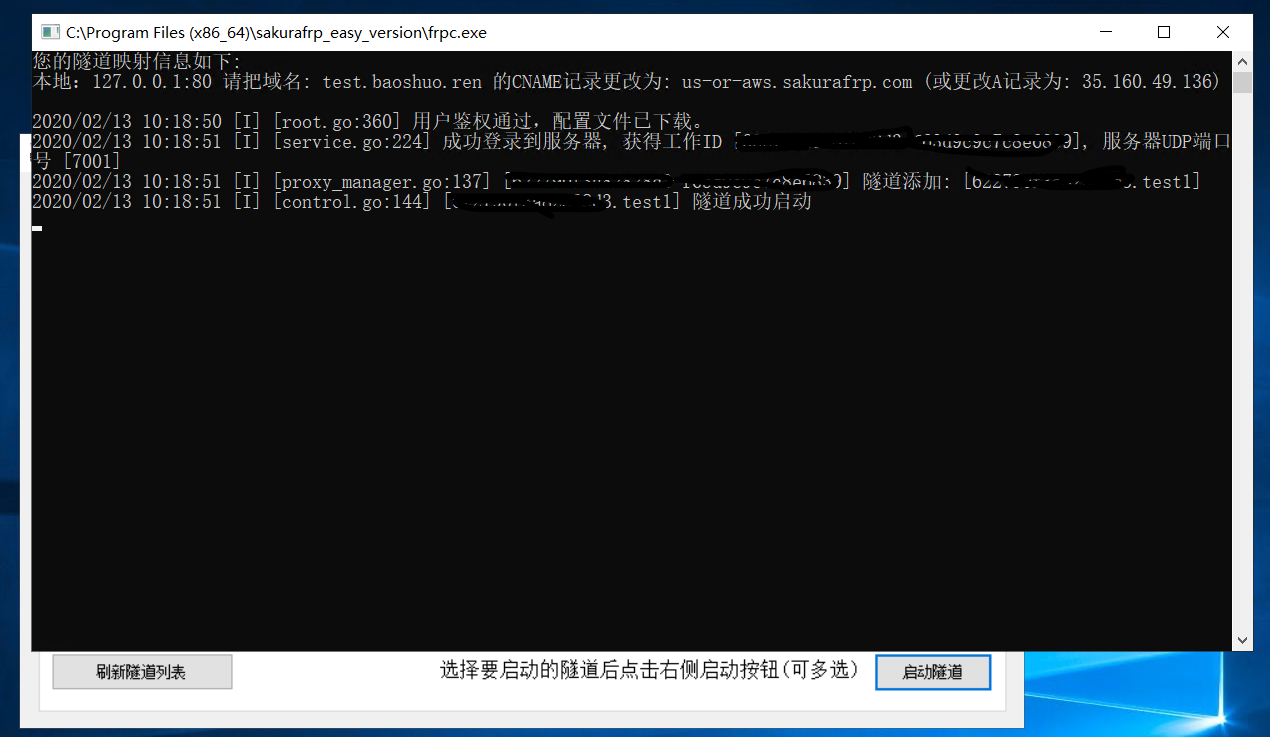 C:\Program Files (x86_64)\sakurafrp_easy_version\frpc.exe
您的隧道映射信息如下:
本地: 127.0.0.1:80 请把域名: test.baoshuo.ren 的CNAME记录更改为: us-or-aws.sakurafrp.com (或更改A记录为: 35.160.49.136)
2020/02/13 10:18:50 [I] [root.go:360] 用户鉴权通过，配置文件已下载。
2020/02/13 10:18:51 [I] [service.go:224] 成功登录到服务器, 获得工作ID [], 服务器UDP端口
号 [7001]
2020/02/13 10:18:51 [I] [proxy_manager.go:137] [] 隧道添加: [.test1]
2020/02/13 10:18:51 [I] [control.go:144] [.test1] 隧道成功启动
刷新隧道列表 选择要启动的隧道后点击右侧启动按钮(可多选) 启动隧道